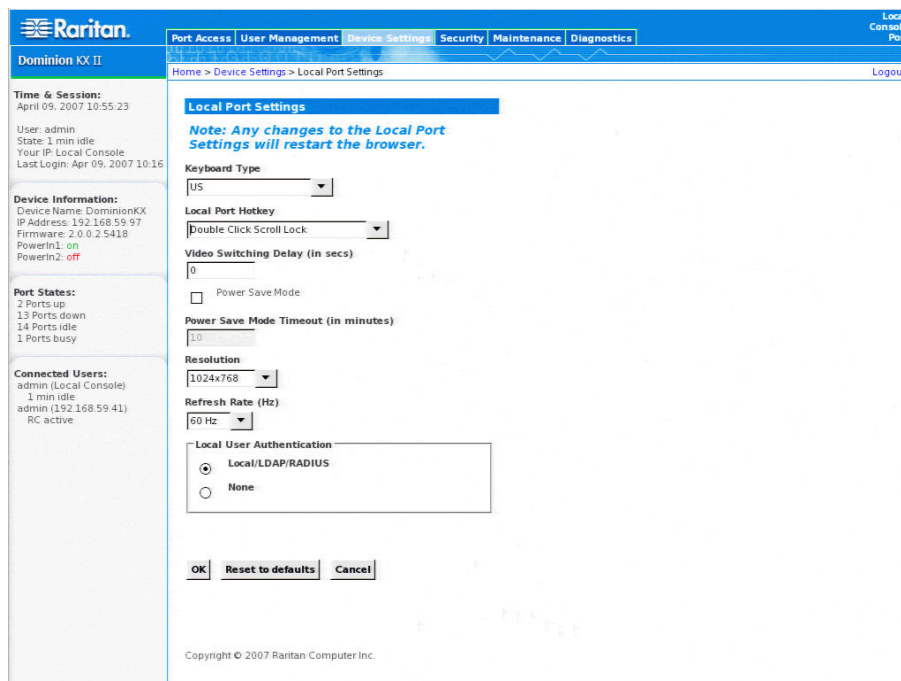 Raritan.
Port Access User Management Device Settings Security Maintenance Diagnostics
Dominion KX II
Home > Device Settings > Local Port Settings
Time & Session:
April 09, 2007 10:55:23
User: admin
State: 1 min idle
Your IP: Local Console
Last Login: Apr 09, 2007 10:16
Device Information:
Device Name: DominionKX
IP Address: 192.168.59.97
Firmware: 2.0.0.2.5418
PowerIn1: on
PowerIn2: off
Port States:
2 Ports up
13 Ports down
14 Ports idle
1 Ports busy
Connected Users:
admin (Local Console)
1 min idle
admin (192.168.59.41)
RC active
Local Port Settings
Note: Any changes to the Local Port
Settings will restart the browser.
Keyboard Type
US
Local Port Hotkey
Double Click Scroll Lock
Video Switching Delay (in secs)
0
Power Save Mode
Power Save Mode Timeout (in minutes)
10
Resolution
1024x768
Refresh Rate (Hz)
60 Hz
Local User Authentication
Local/LDAP/RADIUS
None
OK Reset to defaults Cancel
Copyright © 2007 Raritan Computer Inc.